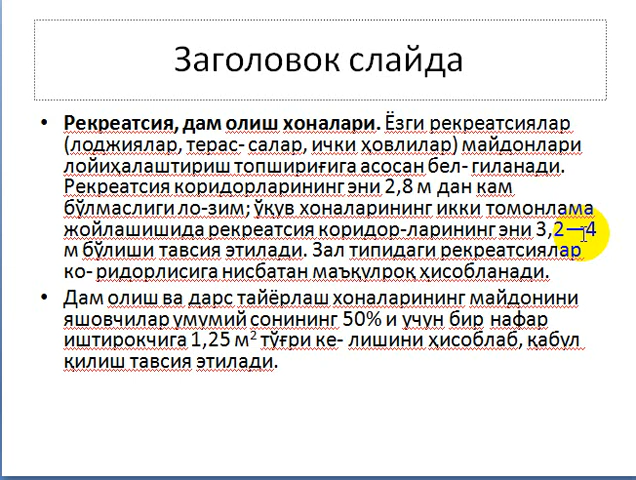 Заголовок слайда
• Рекреатсия, дам олиш хоналари. Ёзги рекреатсиялар
(лоджиялар, терас- салар, ички ҳовлилар) майдонлари
лойиҳалаштириш топшириғига асосан бел- гиланади.
Рекреатсия коридорларининг эни 2,8 м дан кам
бўлмаслиги ло-зим; ўқув хоналарининг икки томонлама
жойлашишида рекреатсия коридор-ларининг эни 3,2—4
м бўлиши тавсия этилади. Зал типидаги рекреатсиялар
ко- ридорлисига нисбатан маъқулроқ ҳисобланади.
• Дам олиш ва дарс тайёрлаш хоналарининг майдонини
яшовчилар умумий сонининг 50% и учун бир нафар
иштирокчига 1,25 м² тўғри ке- лишини ҳисоблаб, қабул
қилиш тавсия этилади.